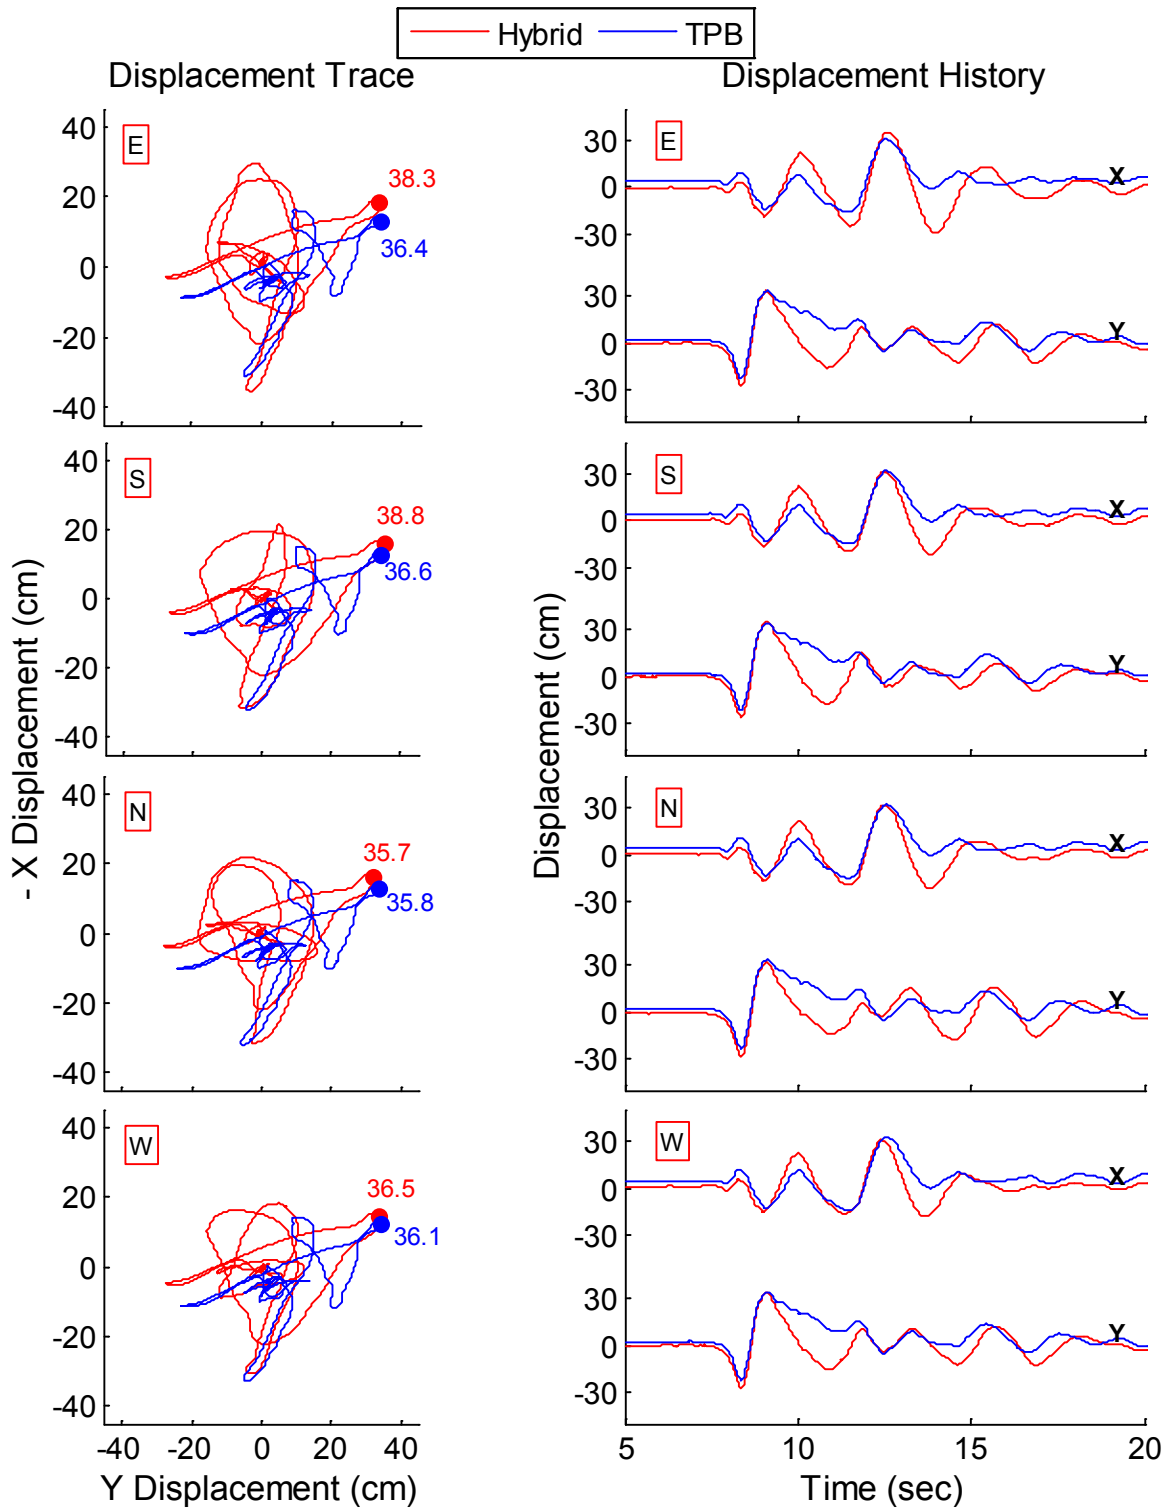 Hybrid TPB
Displacement Trace
Displacement History
- X Displacement (cm)
Displacement (cm)
E
40
20
0
-20
-40
38.3
36.4
E
30
0
-30
X
30
0
-30
Y
S
40
20
0
-20
-40
38.8
36.6
S
30
0
-30
X
30
0
-30
Y
N
40
20
0
-20
-40
35.7
35.8
N
30
0
-30
X
30
0
-30
Y
W
40
20
0
-20
-40
36.5
36.1
W
30
0
-30
X
30
0
-30
Y
-40 -20 0 20 40
Y Displacement (cm)
5 10 15 20
Time (sec)